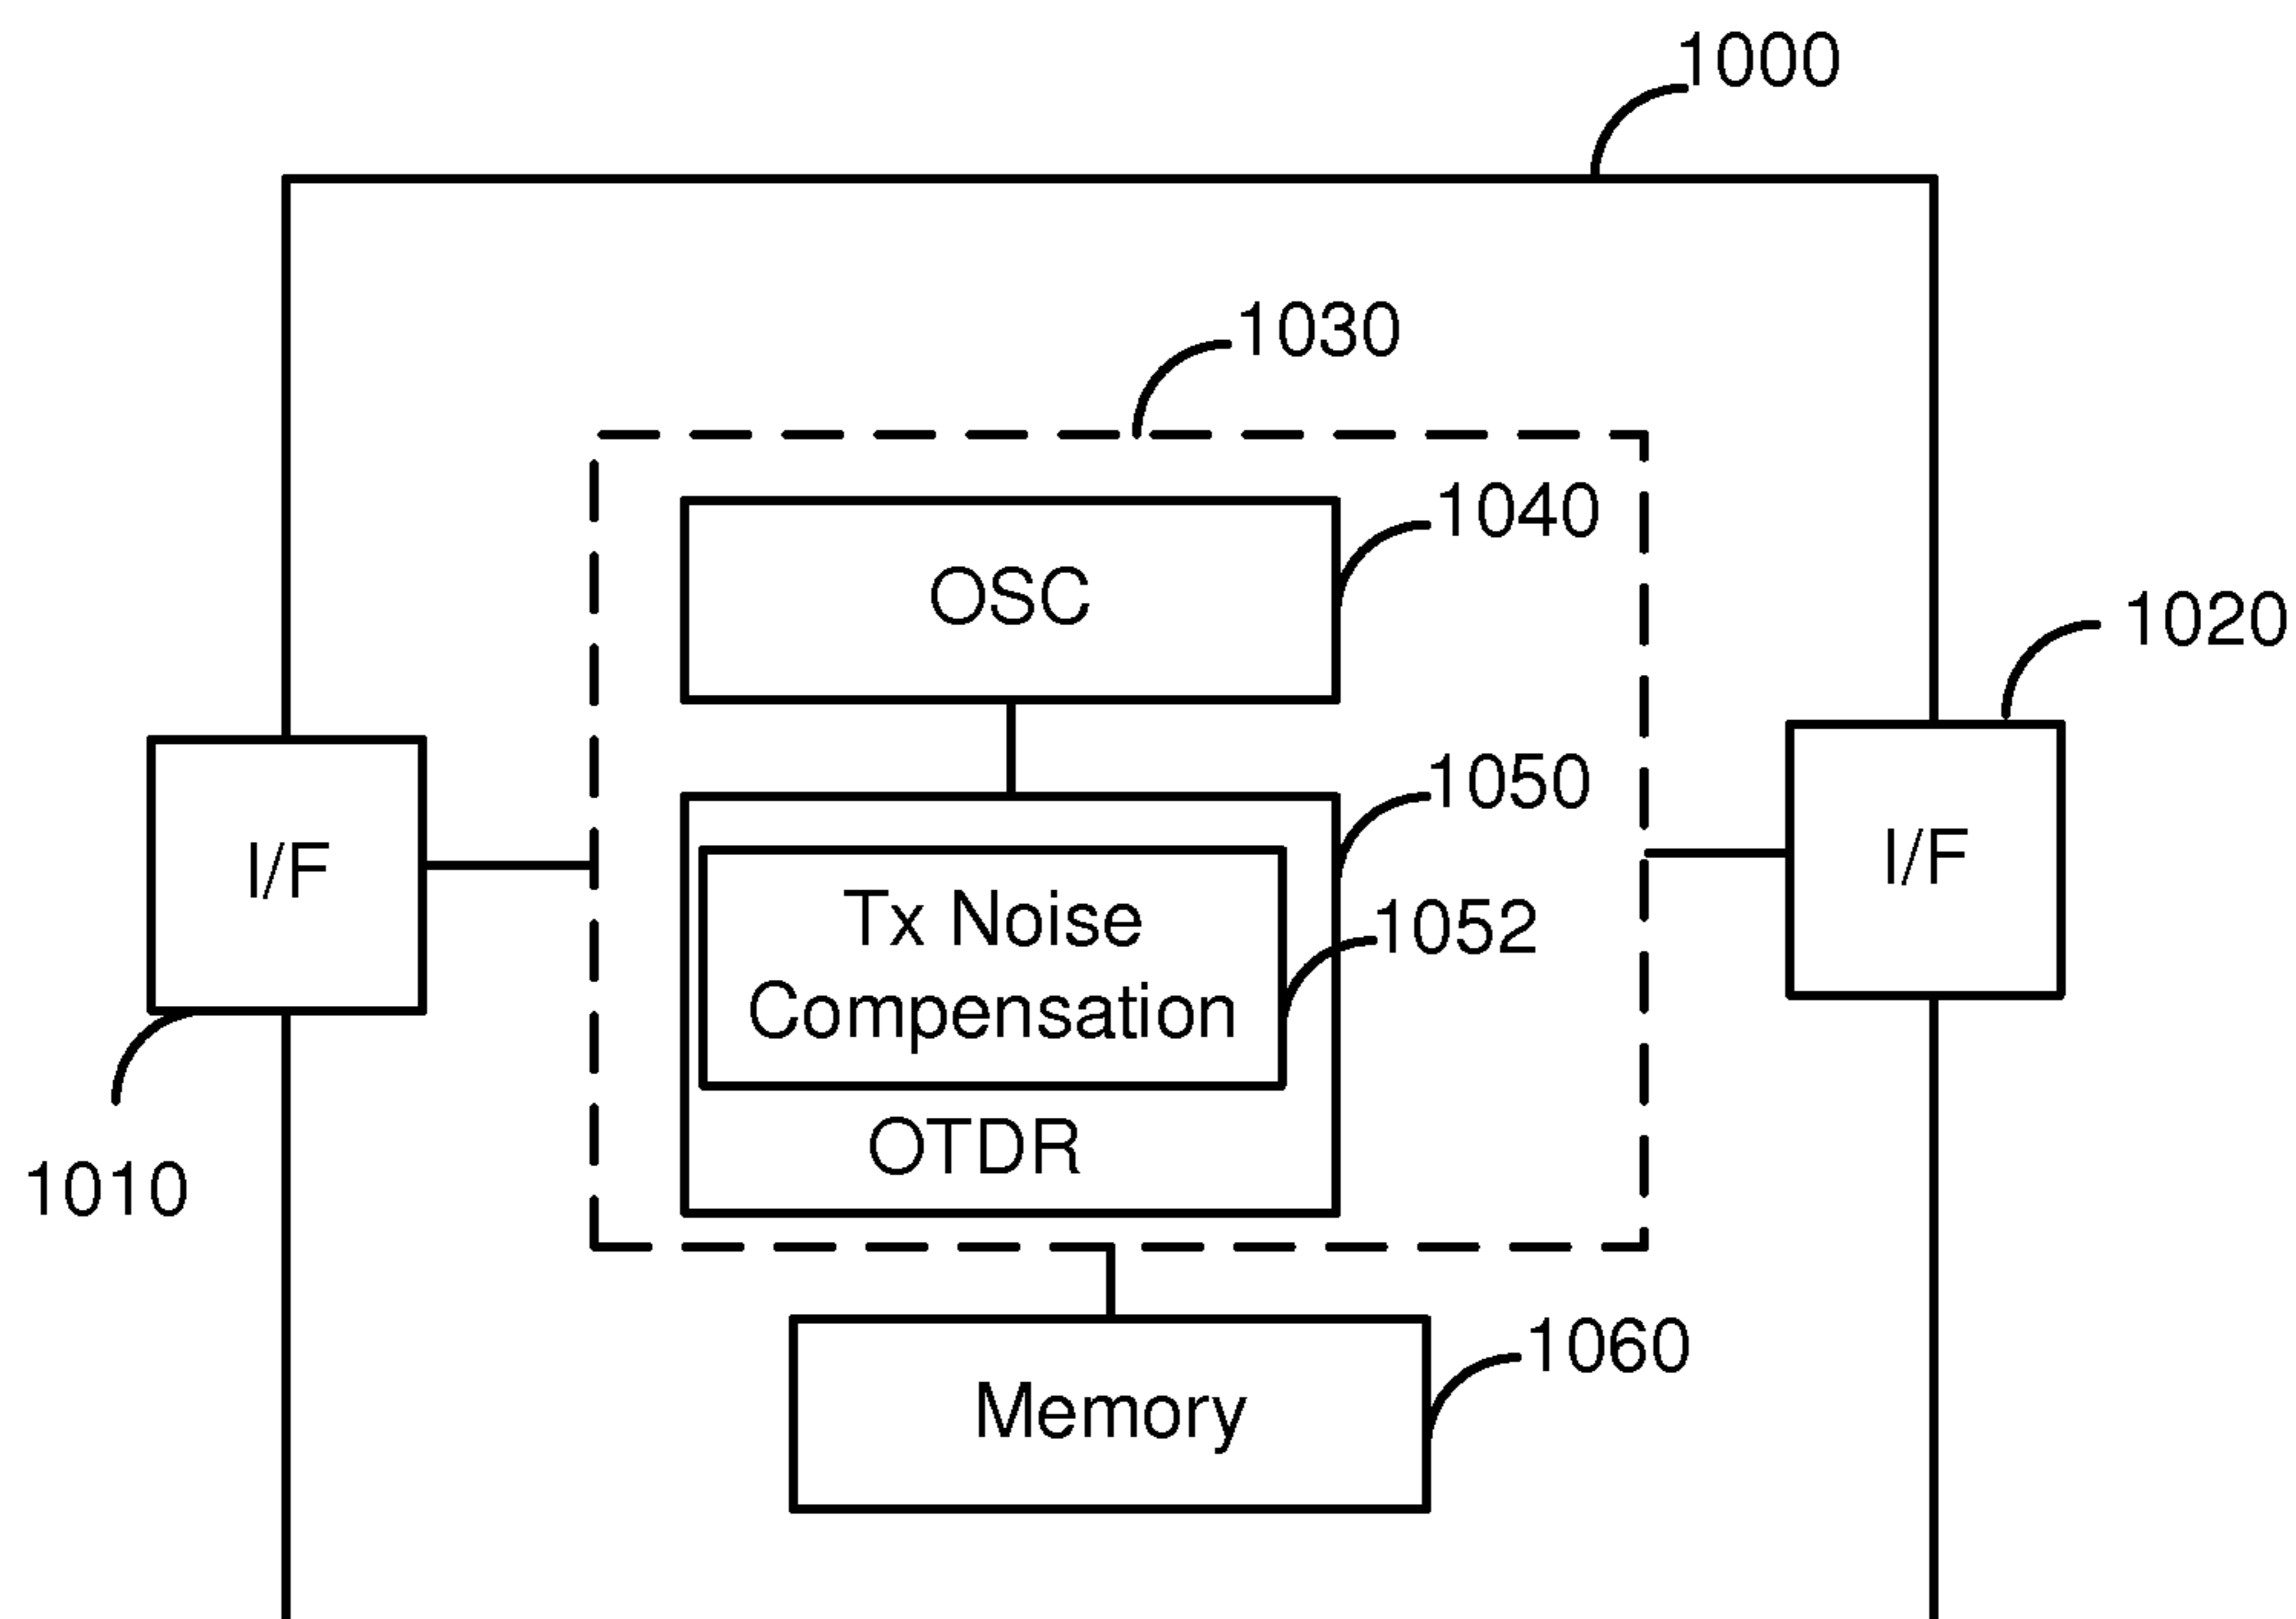 1000
1030
1040
OSC
1020
1050
I/F
I/F
Tx Noise
1052
Compensation
OTDR
1010
1060
Memory